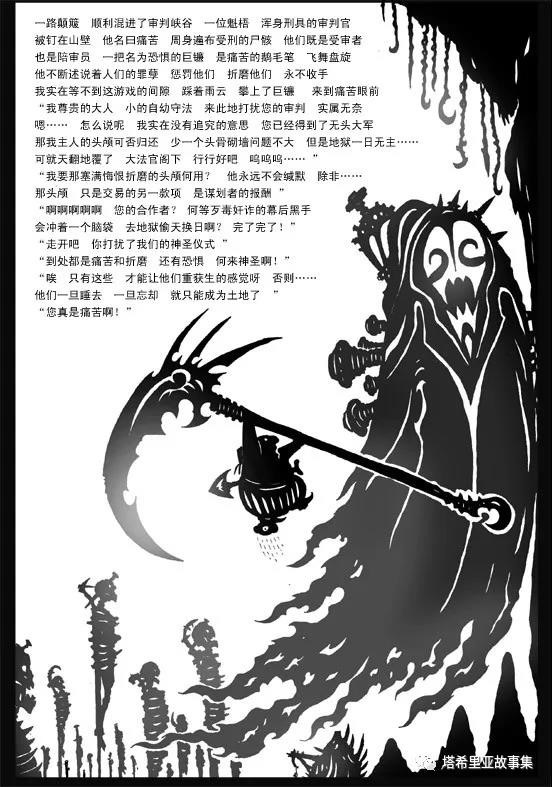 一路颠簸 顺利混进了审判峡谷 一位魁梧 浑身刑具的审判官
被钉在山壁 他名曰痛苦 周身遍布受刑的尸骸 他们既是受审者
也是陪审员 一把名为恐惧的巨镰 是痛苦的鹅毛笔 飞舞盘旋
他不断述说着人们的罪孽 惩罚他们 折磨他们 永不收手
我实在等不到这游戏的间隙 踩着雨云 攀上了巨镰 来到痛苦眼前
“我尊贵的大人 小的自幼守法 来此地打扰您的审判 实属无奈
嗯…… 怎么说呢 我实在没有追究的意思 您已经得到了无头大军
那我主人的头颅可否归还 少一个头骨砌墙问题不大 但是地狱一日无主……
可就天翻地覆了 大法官阁下 行行好吧 呜呜呜…… ”
“我要那塞满悔恨折磨的头颅何用？ 他永远不会缄默 除非……
那头颅 只是交易的另一款项 是谋划者的报酬 ”
“啊啊啊啊啊 您的合作者？ 何等歹毒奸诈的幕后黑手
会冲着一个脑袋 去地狱偷天换日啊？ 完了完了！ ”
“走开吧 你打扰了我们的神圣仪式 ”
“到处都是痛苦和折磨 还有恐惧 何来神圣啊！ ”
“唉 只有这些 才能让他们重获生的感觉呀 否则……
他们一旦睡去 一旦忘却 就只能成为土地了 ”
“您真是痛苦啊！ ”
塔希里亚故事集